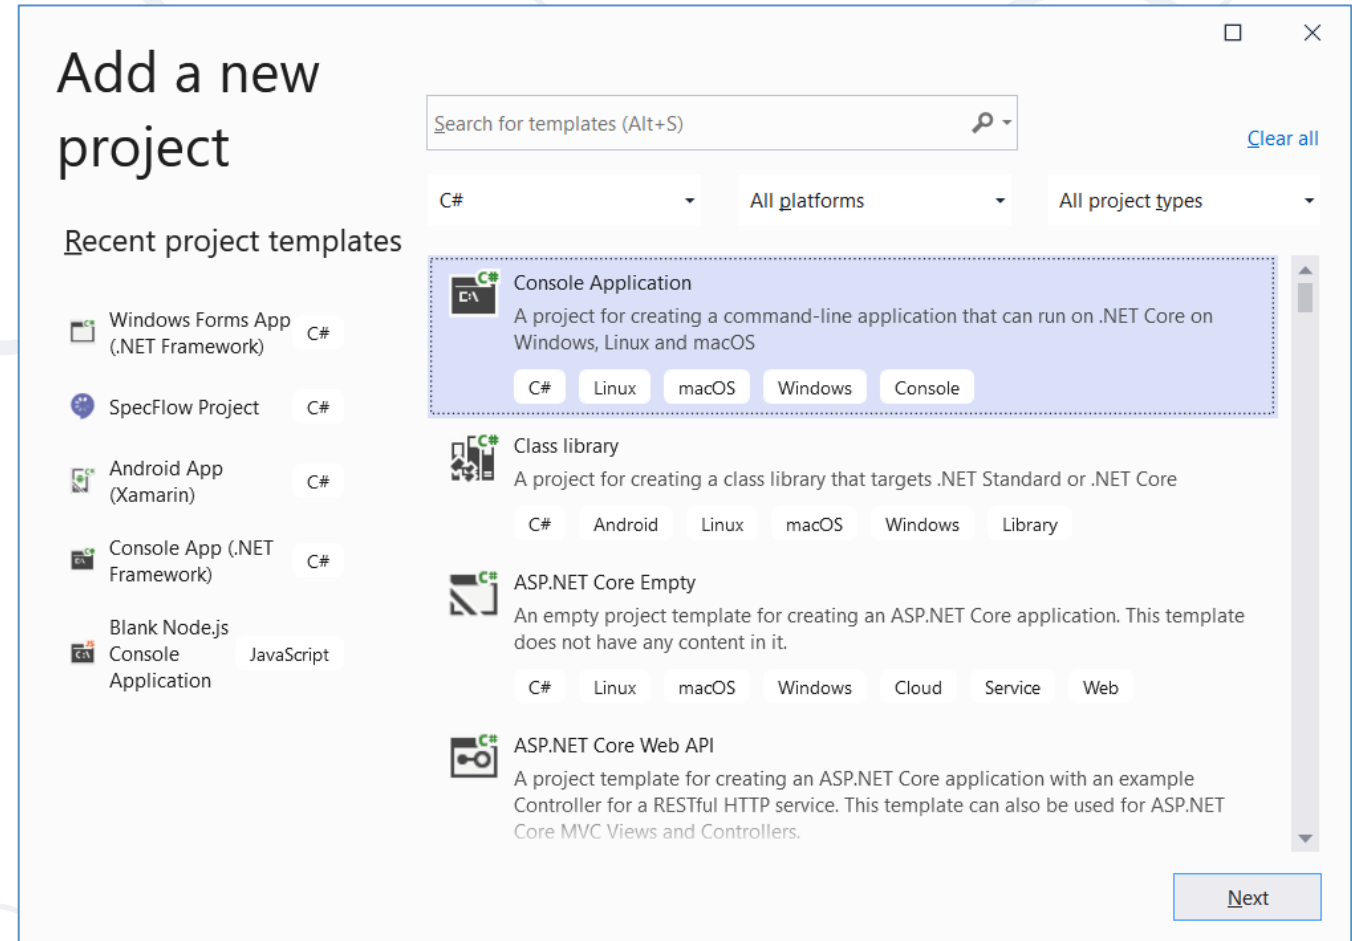 Add a new
project
Search for templates (Alt+S)
Clear all
C#
All platforms
All project types
Recent project templates
Windows Forms App
(.NET Framework)
C#
SpecFlow Project
C#
Android App
(Xamarin)
C#
Console App (.NET
Framework)
C#
Blank Node.js
Console
Application
JavaScript
Console Application
A project for creating a command-line application that can run on .NET Core on
Windows, Linux and macOS
C# Linux macOS Windows Console
Class library
A project for creating a class library that targets .NET Standard or .NET Core
C# Android Linux macOS Windows Library
ASP.NET Core Empty
An empty project template for creating an ASP.NET Core application. This template
does not have any content in it.
C# Linux macOS Windows Cloud Service Web
ASP.NET Core Web API
A project template for creating an ASP.NET Core application with an example
Controller for a RESTful HTTP service. This template can also be used for ASP.NET
Core MVC Views and Controllers.
Next